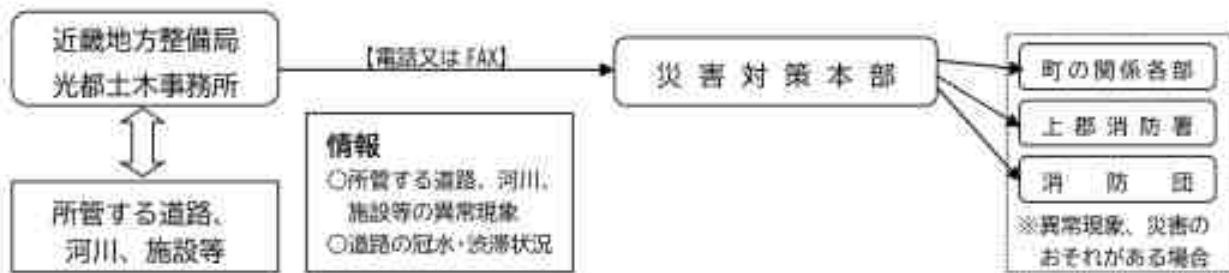 近畿地方整備局
光都土木事務所
【電話又はFAX】
災害対策本部
町の関係各部
上郡消防署
消防団
※異常現象、災害の
おそれがある場合
情報
○所管する道路、河川、
施設等の異常現象
○道路の冠水・渋滞状況
所管する道路、
河川、施設等